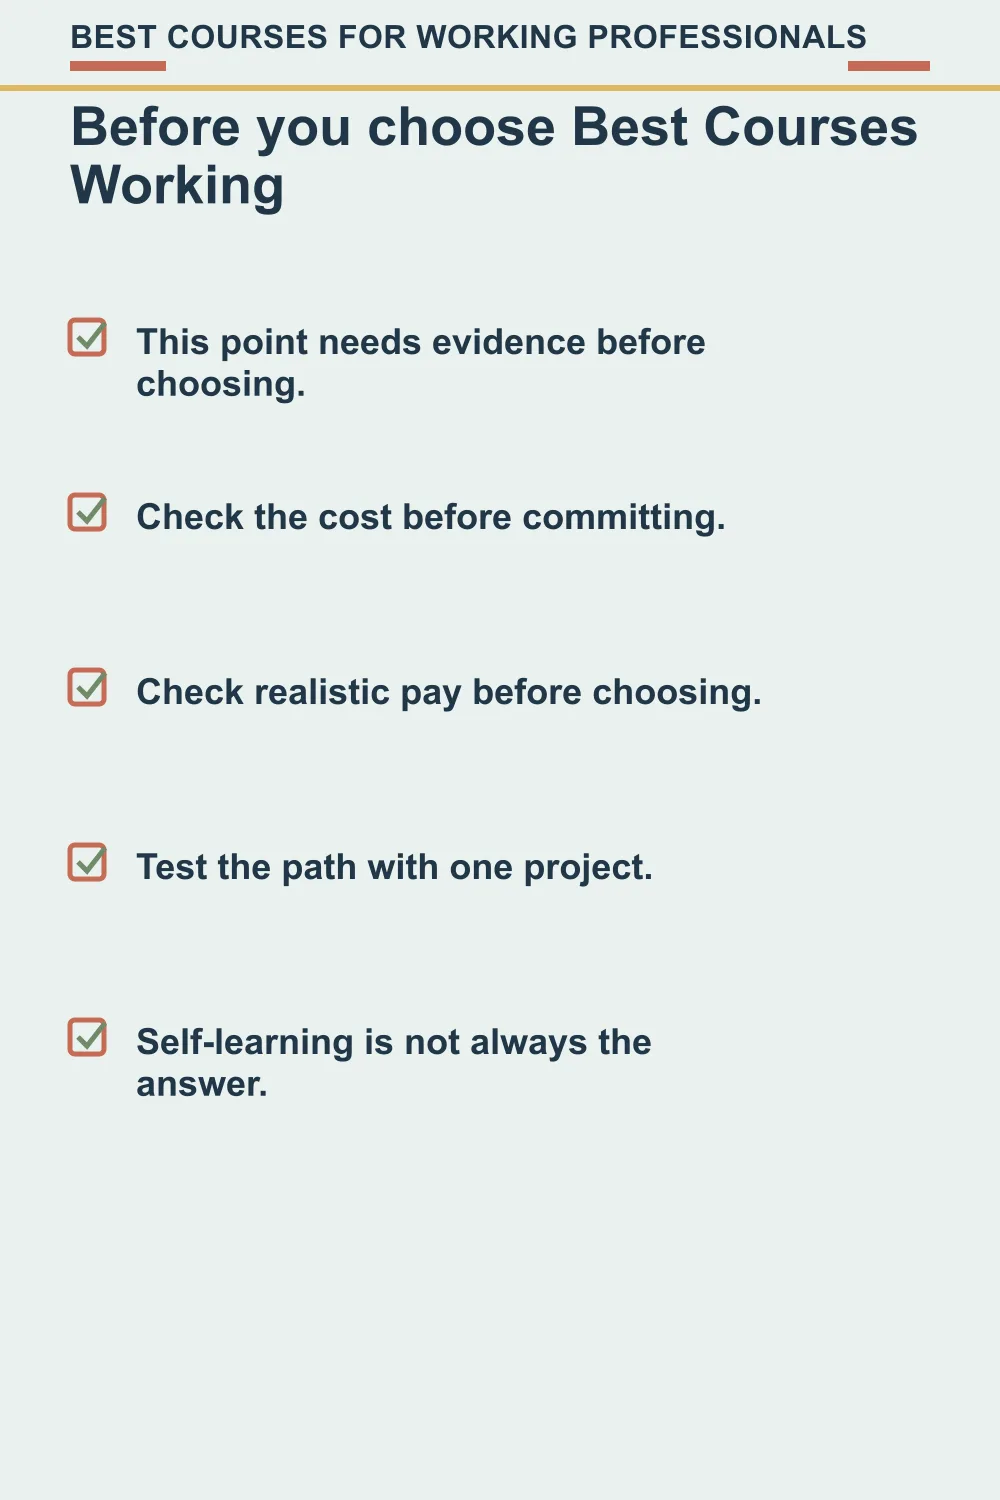 BEST COURSES FOR WORKING PROFESSIONALS
Before you choose Best Courses
Working
This point needs evidence before
choosing.
Check the cost before committing.
Check realistic pay before choosing.
Test the path with one project.
Self-learning is not always the
answer.